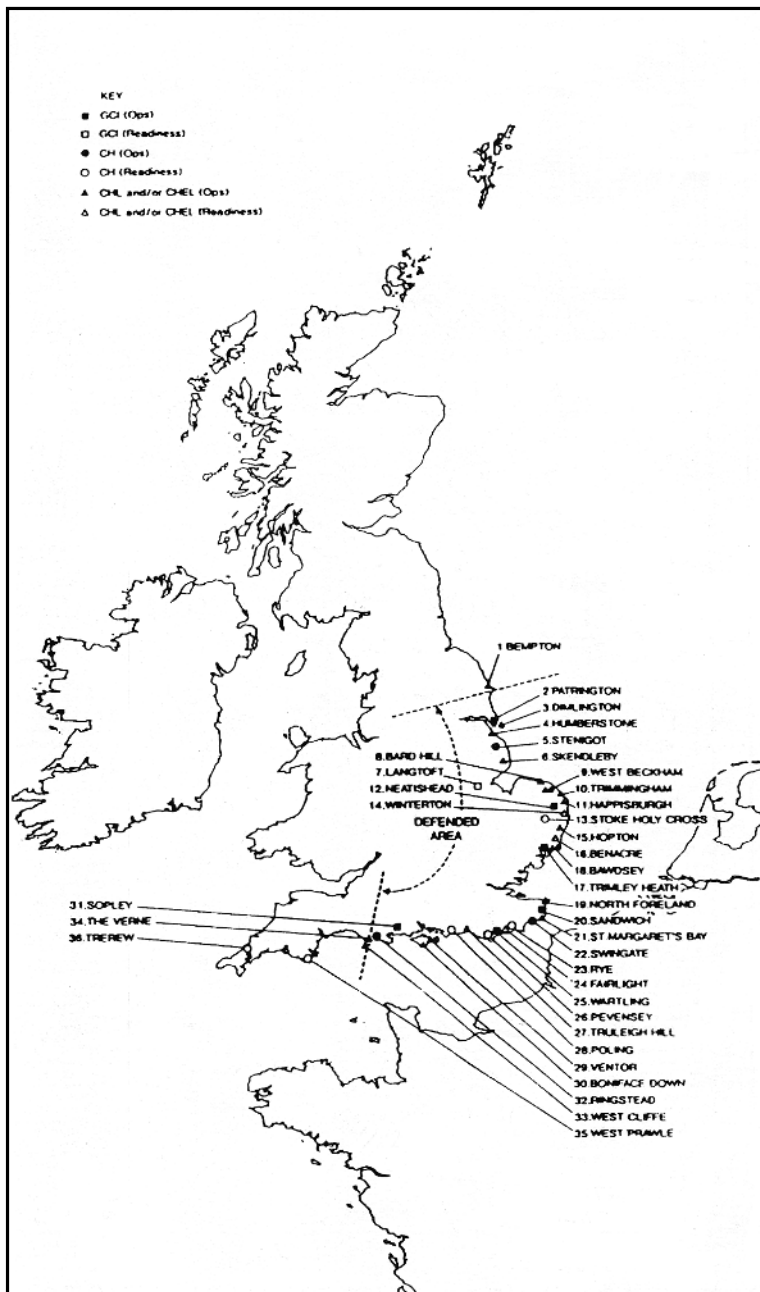 KEY
GCI (Ops)
GCI (Readiness)
CH (Ops)
CH (Readiness)
CHL and/or CHEL (Ops)
CHL and/or CHEL (Readiness)
1 BEMPTON
2 PATRINGTON
3 DIMLINGTON
4 HUMBERSTONE
5 STENIGOT
6 SKENDLEBY
8 BARD HILL
7 LANGTOFT
12 NEATISHEAD
14 WINTERTON
DEFENDED
AREA
9 WEST BECKHAM
10 TRIMMINGHAM
11 HAPPISBURGH
13 STOKE HOLY CROSS
15 HOPTON
16 BENACRE
18 BAWDSEY
17 TRIMLEY HEATH
19 NORTH FORELAND
20 SANDWICH
21 ST MARGARET'S BAY
22 SWINGATE
23 RYE
24 FAIRLIGHT
25 WARTLING
26 PEVENSEY
27 TRULEIGH HILL
28 POLING
29 VENTOR
30 BONIFACE DOWN
32 RINGSTEAD
33 WEST CLIFFE
35 WEST PRAWLE
31. SOPLEY
34. THE VERNE
36. TREREW